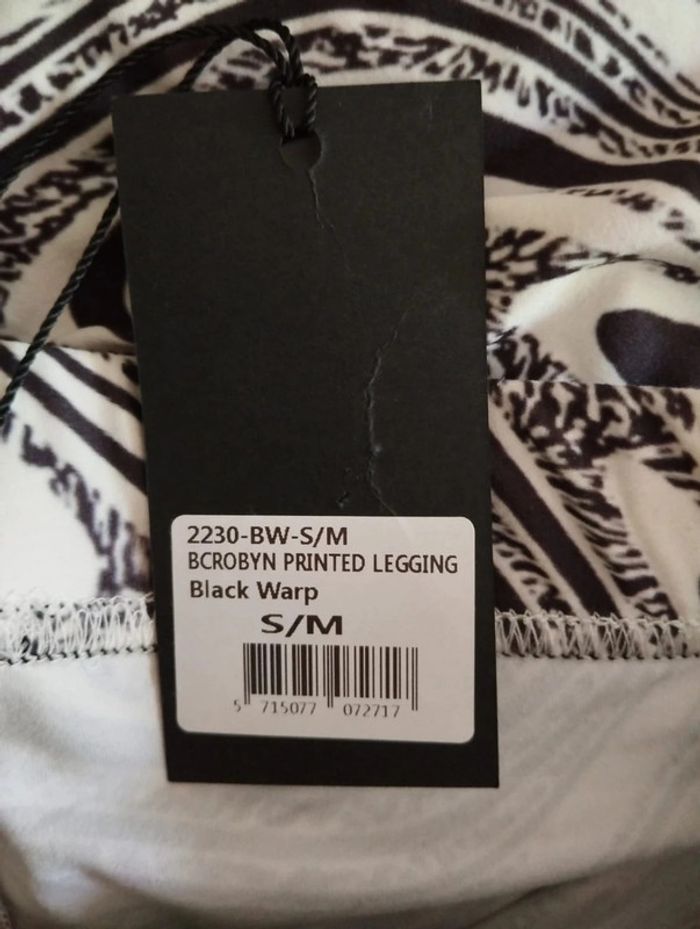 2230-BW-S/M
BCROBYN PRINTED LEGGING
Black Warp
S/M
5 715077 072717